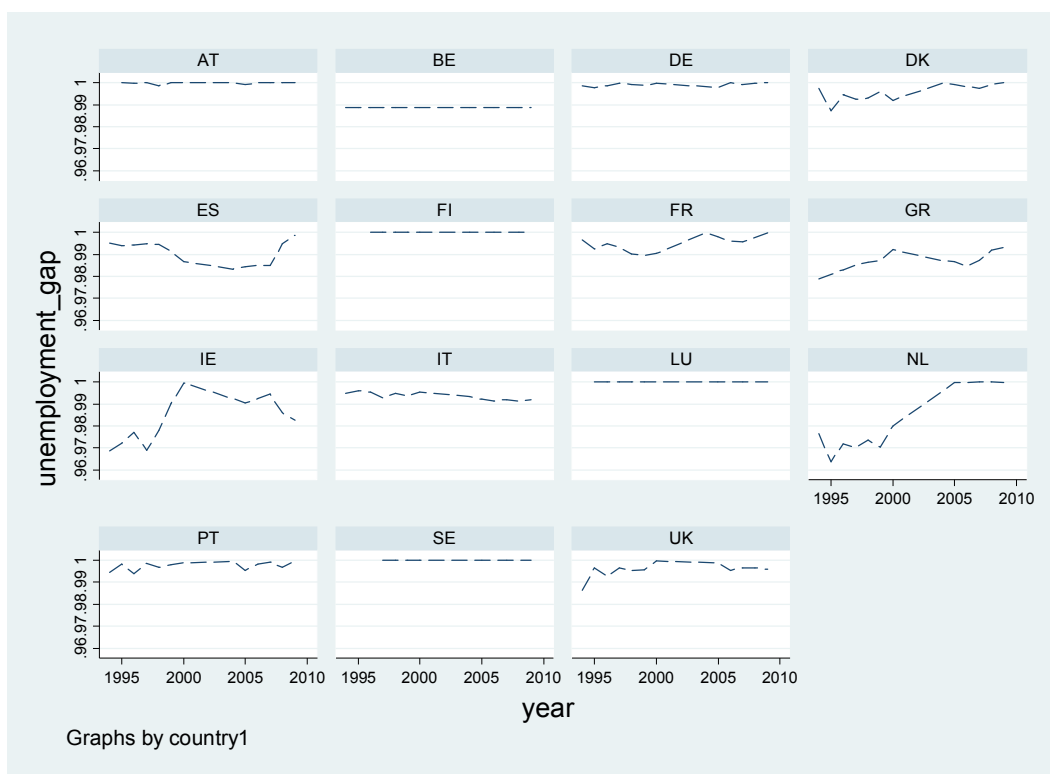 AT BE DE DK
.96.97.98.99 1
ES FI FR GR
.96.97.98.99 1
unemployment_gap
IE IT LU NL
.96.97.98.99 1
1995 2000 2005 2010
PT SE UK
.96.97.98.99 1
1995 2000 2005 2010 1995 2000 2005 2010 1995 2000 2005 2010
year
Graphs by country1